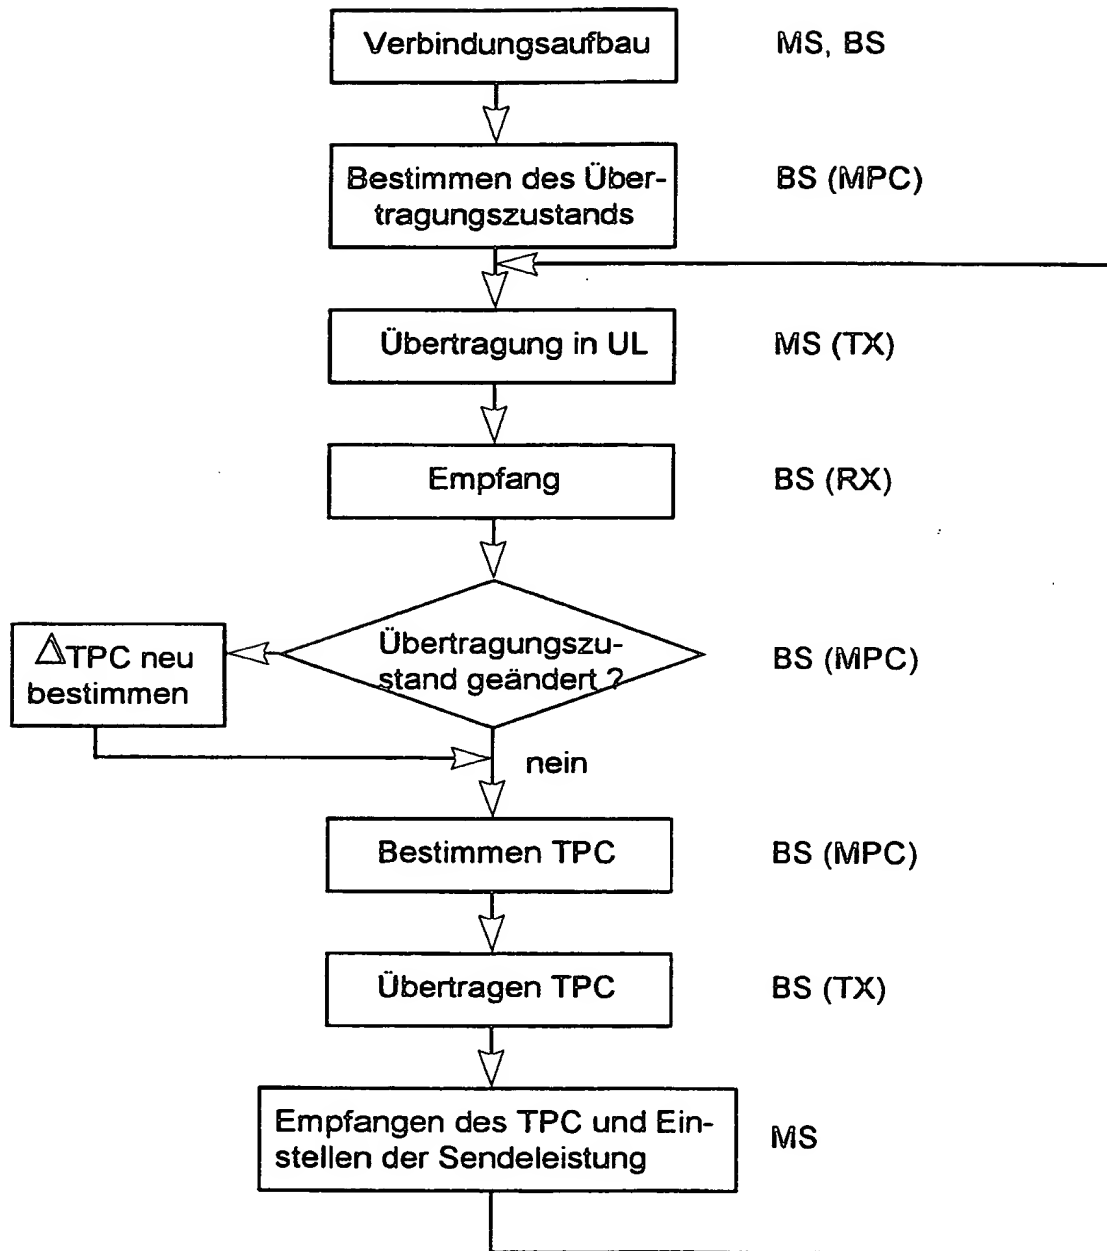 Verbindungsaufbau
MS, BS
Bestimmen des Über-
tragungszustands
BS (MPC)
Übertragung in UL
MS (TX)
Empfang
BS (RX)
Übertragungszu-
stand geändert ?
BS (MPC)
ΔTPC neu
bestimmen
nein
Bestimmen TPC
BS (MPC)
Übertragen TPC
BS (TX)
Empfangen des TPC und Ein-
stellen der Sendeleistung
MS